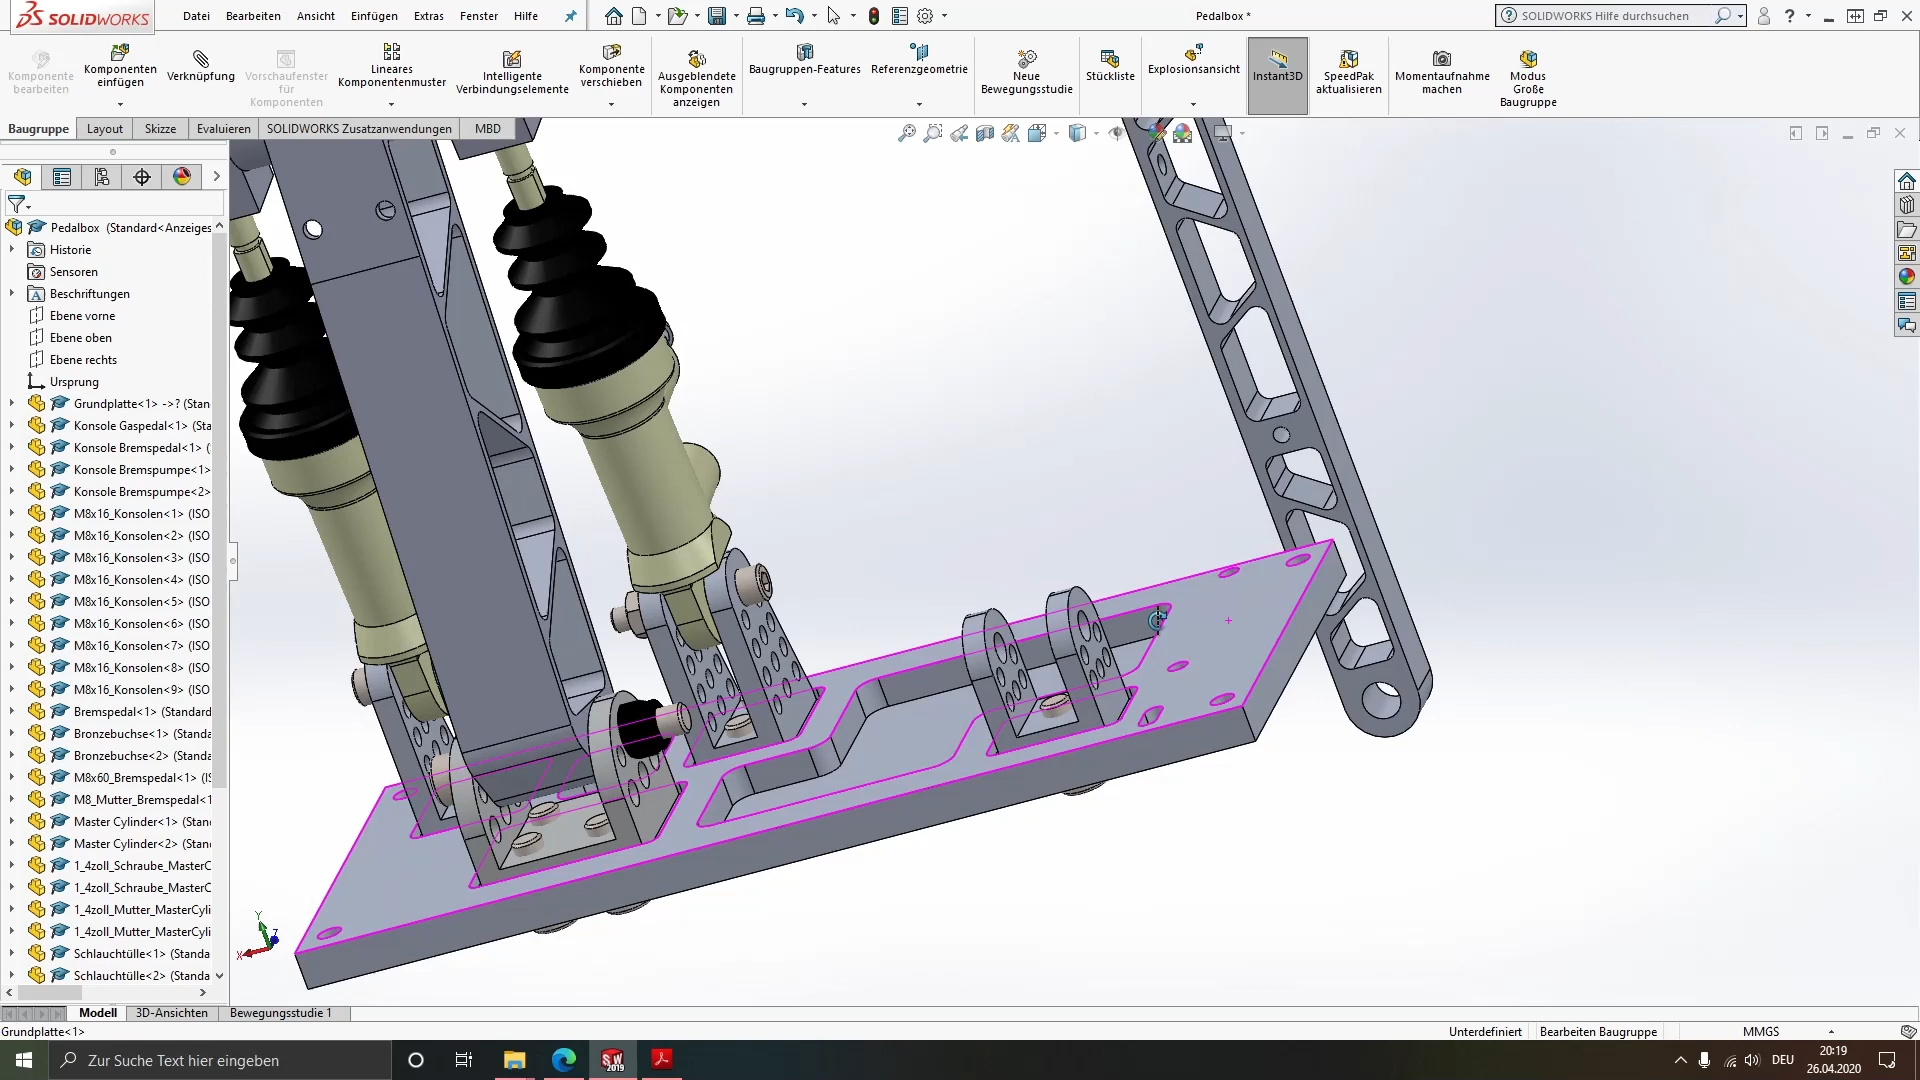 SOLIDWORKS
Datei Bearbeiten Ansicht Einfügen Extras Fenster Hilfe
Pedalbox *
SOLIDWORKS Hilfe durchsuchen
Komponente bearbeiten
Komponenten einfügen
Verknüpfung
Vorschaufenster für Komponenten
Lineares Komponentenmuster
Intelligente Verbindungselemente
Komponente verschieben
Ausgeblendete Komponenten anzeigen
Baugruppen-Features
Referenzgeometrie
Neue Bewegungsstudie
Stückliste
Explosionsansicht
Instant3D
SpeedPak aktualisieren
Momentaufnahme machen
Modus Große Baugruppe
Baugruppe Layout Skizze Evaluieren SOLIDWORKS Zusatzanwendungen MBD
Pedalbox (Standard<Anzeiges
Historie
Sensoren
Beschriftungen
Ebene vorne
Ebene oben
Ebene rechts
Ursprung
Grundplatte<1> ->? (Stan
Konsole Gaspedal<1> (Sta
Konsole Bremspedal<1> (
Konsole Bremspumpe<1>
Konsole Bremspumpe<2>
M8x16_Konsolen<1> (ISO
M8x16_Konsolen<2> (ISO
M8x16_Konsolen<3> (ISO
M8x16_Konsolen<4> (ISO
M8x16_Konsolen<5> (ISO
M8x16_Konsolen<6> (ISO
M8x16_Konsolen<7> (ISO
M8x16_Konsolen<8> (ISO
M8x16_Konsolen<9> (ISO
Bremspedal<1> (Standard
Bronzebuchse<1> (Standa
Bronzebuchse<2> (Standa
M8x60_Bremspedal<1> (IS
M8_Mutter_Bremspedal<1
Master Cylinder<1> (Stan
Master Cylinder<2> (Stan
1_4zoll_Schraube_MasterC
1_4zoll_Schraube_MasterC
1_4zoll_Mutter_MasterCyli
1_4zoll_Mutter_MasterCyli
Schlauchtülle<1> (Standa
Schlauchtülle<2> (Standa
Y
Z
X
Modell 3D-Ansichten Bewegungsstudie 1
Grundplatte<1>
Unterdefiniert Bearbeiten Baugruppe MMGS
Zur Suche Text hier eingeben
SW
2019
DEU
20:19
26.04.2020